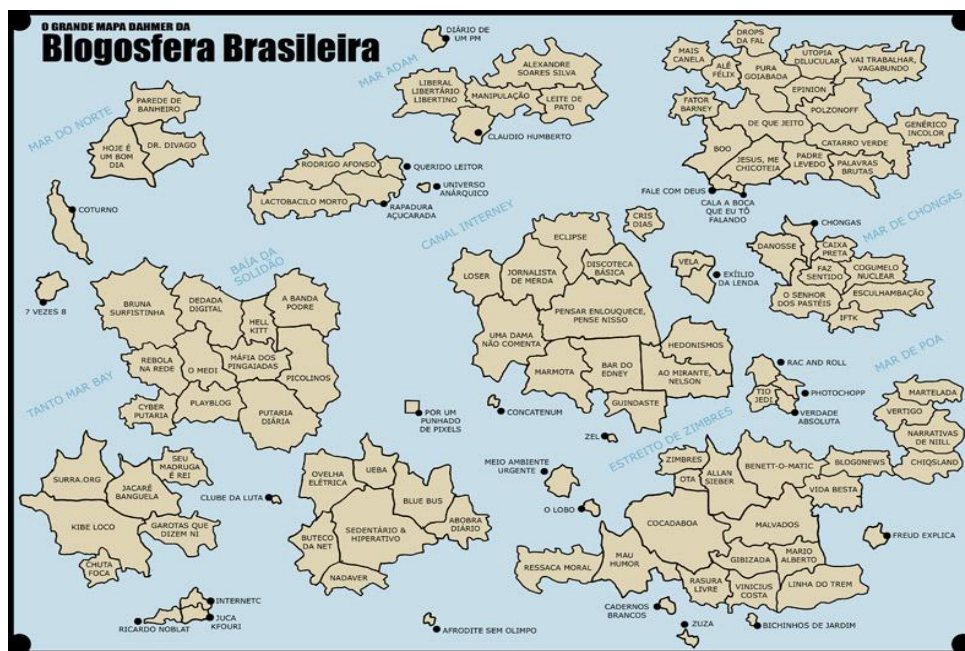 O GRANDE MAPA DAHMER DA
Blogosfera Brasileira
MAR DO NORTE
PAREDE DE
BANHEIRO
HOJE É
UM BOM
DIA
DR. DIVAGO
COTURNO
7 VEZES 8
MAR ADAM
DIÁRIO DE
UM PM
LIBERAL
LIBERTÁRIO
LIBERTINO
ALEXANDRE
SOARES SILVA
MANIPULAÇÃO
LEITE DE
PATO
CLAUDIO HUMBERTO
RODRIGO AFONSO
QUERIDO LEITOR
LACTOBACILO MORTO
RAPADURA
AÇUCARADA
UNIVERSO
ANÁRQUICO
DROPS
DA FAL
MAIS
CANELA
ALÊ
FÉLIX
PURA
GOIABADA
UTOPIA
DILUCULAR
VAI TRABALHAR,
VAGABUNDO
EPINION
FATOR
BARNEY
DE QUE JEITO
POLZONOFF
GENÉRICO
INCOLOR
BOO
CATARRO VERDE
JESUS, ME
CHICOTEIA
PADRE
LEVEDO
PALAVRAS
BRUTAS
FALE COM DEUS
CALA A BOCA
QUE EU TÔ
FALANDO
BAÍA DA
SOLIDÃO
CANAL INTERNEY
MAR DE CHONGAS
CRIS
DIAS
CHONGAS
DANOSSE
CAIXA
PRETA
FAZ
SENTIDO
COGUMELO
NUCLEAR
O SENHOR
DOS PASTÉIS
ESCULHAMBAÇÃO
IFTK
VELA
EXÍLIO
DA LENDA
ECLIPSE
LOSER
JORNALISTA
DE MERDA
DISCOTECA
BÁSICA
PENSAR ENLOUQUECE,
PENSE NISSO
UMA DAMA
NÃO COMENTA
HEDONISMOS
MARMOTA
BAR DO
EDNEY
AO MIRANTE,
NELSON
GUINDASTE
CONCATENUM
ZEL
BRUNA
SURFISTINHA
DEDADA
DIGITAL
HELL
KITT
A BANDA
PODRE
REBOLA
NA REDE
O MEDI
MÁFIA DOS
PINGAIADAS
PICOLINOS
CYBER
PUTARIA
PLAYBLOG
PUTARIA
DIÁRIA
TANTO MAR BAY
POR UM
PUNHADO
DE PIXELS
MAR DE POA
RAC AND ROLL
TIO
JEDI
PHOTOCHOPP
VERDADE
ABSOLUTA
MARTELADA
VERTIGO
NARRATIVAS
DE NIILL
CHIQSLAND
BLOGGNEWS
ESTREITO DE ZIMBRES
ZIMBRES
OTA
ALLAN
SIEBER
BENETT-O-MATIC
VIDA BESTA
COCADABOA
MALVADOS
GIBIZADA
MARIO
ALBERTO
RESSACA MORAL
MAU
HUMOR
RASURA
LIVRE
VINICIUS
COSTA
LINHA DO TREM
MEIO AMBIENTE
URGENTE
O LOBO
FREUD EXPLICA
CADERNOS
BRANCOS
ZUZA
BICHINHOS DE JARDIM
SEU
MADRUGA
É REI
SURRA.ORG
JACARÉ
BANGUELA
KIBE LOCO
GAROTAS QUE
DIZEM NI
CHUTA
FOCA
CLUBE DA LUTA
OVELHA
ELÉTRICA
UEBA
BLUE BUS
ABOBRA
DIÁRIO
BUTECO
DA NET
SEDENTÁRIO &
HIPERATIVO
NADAVER
INTERNETC
RICARDO NOBLAT
JUCA
KFOURI
AFRODITE SEM OLIMPO